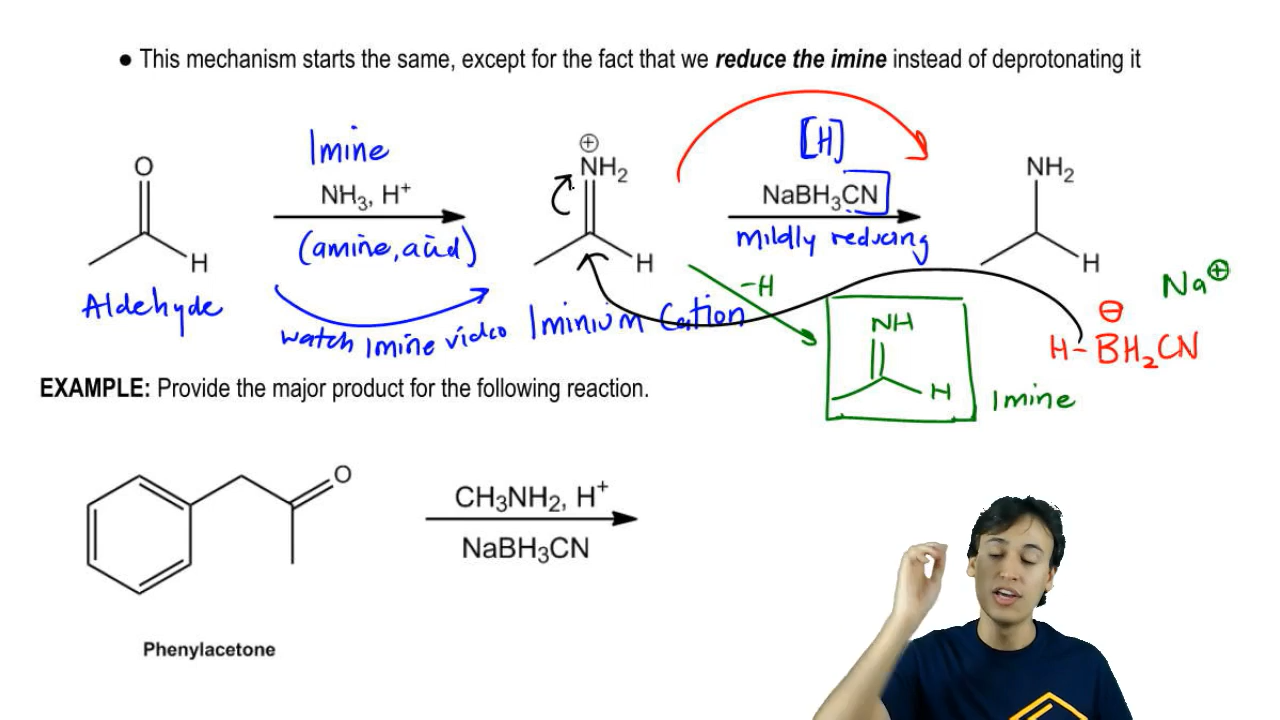 ● This mechanism starts the same, except for the fact that we reduce the imine instead of deprotonating it
Imine
[H]
O
NH₃, H⁺
⊕
NH₂
NaBH₃CN
NH₂
H
(amine, acid)
H
mildly reducing
H
Aldehyde
watch Imine video
Iminium Cation
-H
NH
H
Imine
Na⊕
⊖
H-BH₂CN
EXAMPLE: Provide the major product for the following reaction.
O
CH₃NH₂, H⁺
NaBH₃CN
Phenylacetone